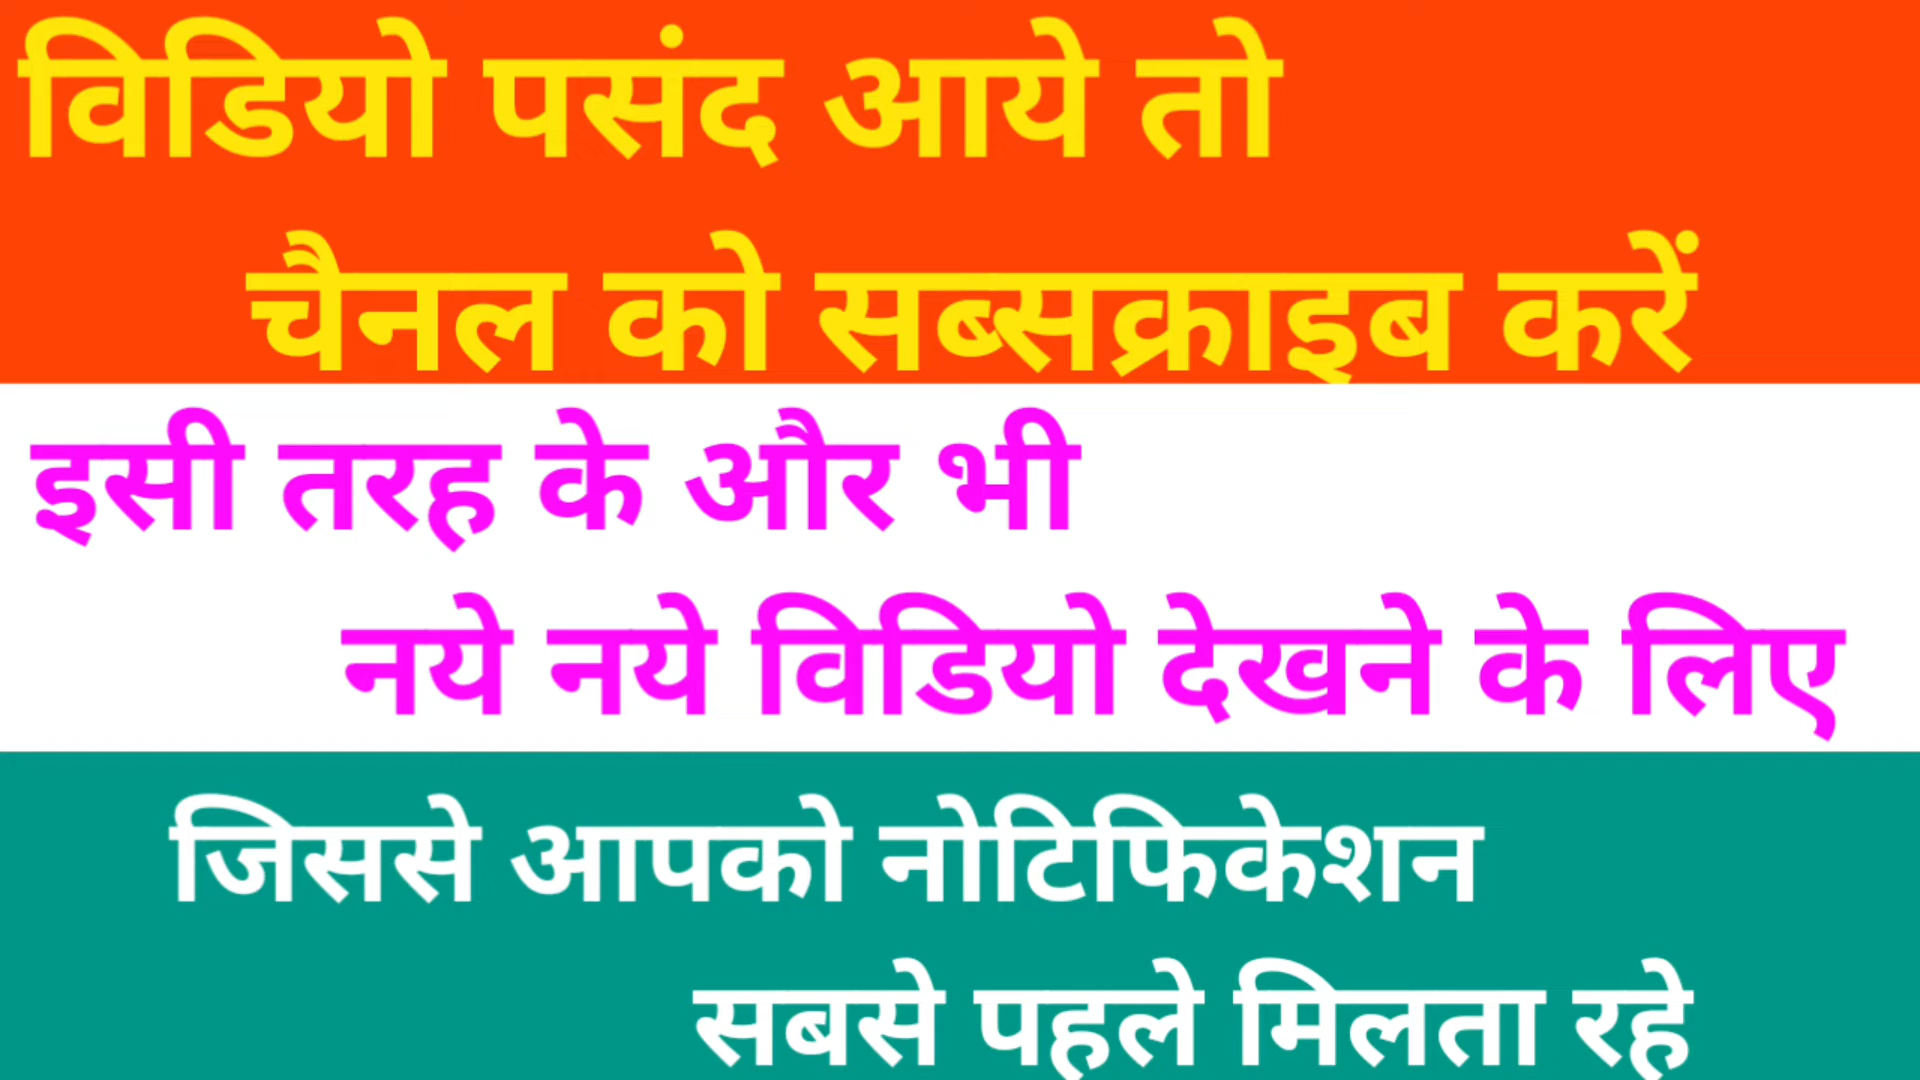 विडियो पसंद आये तो
चैनल को सब्सक्राइब करें
इसी तरह के और भी
नये नये विडियो देखने के लिए
जिससे आपको नोटिफिकेशन
सबसे पहले मिलता रहे